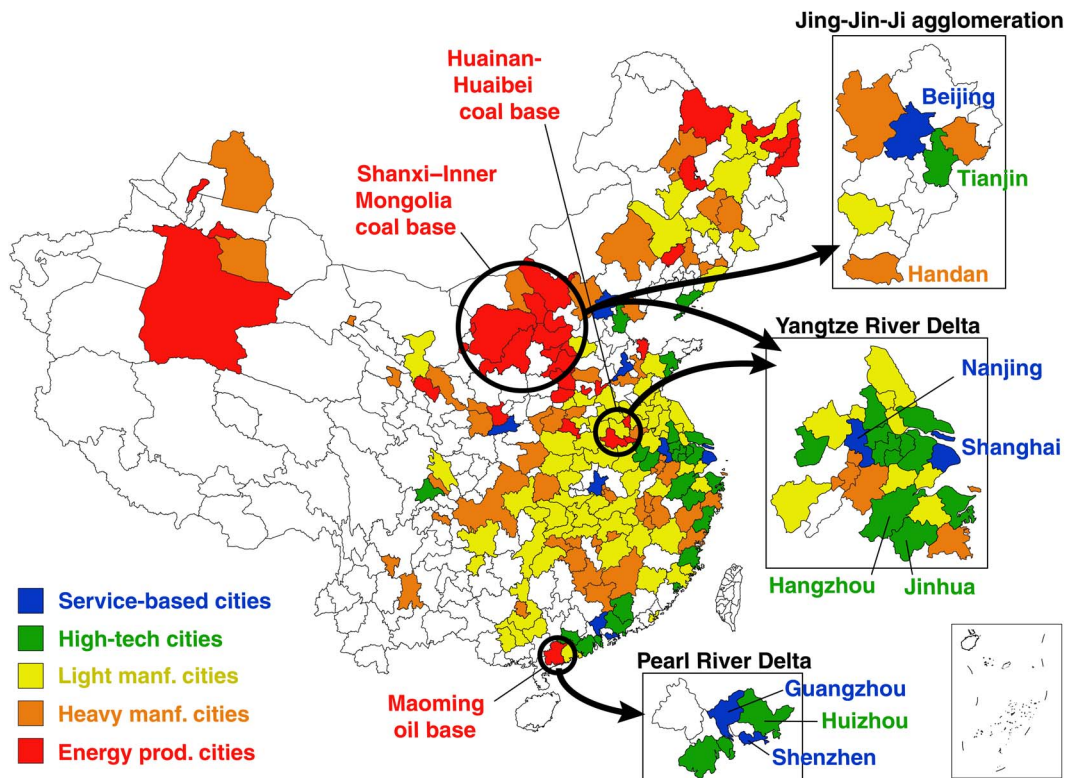 Jing-Jin-Ji agglomeration
Huainan-
Huaibei
coal base
Beijing
Tianjin
Handan
Shanxi–Inner
Mongolia
coal base
Yangtze River Delta
Nanjing
Shanghai
Hangzhou
Jinhua
Service-based cities
High-tech cities
Light manf. cities
Heavy manf. cities
Energy prod. cities
Maoming
oil base
Pearl River Delta
Guangzhou
Huizhou
Shenzhen